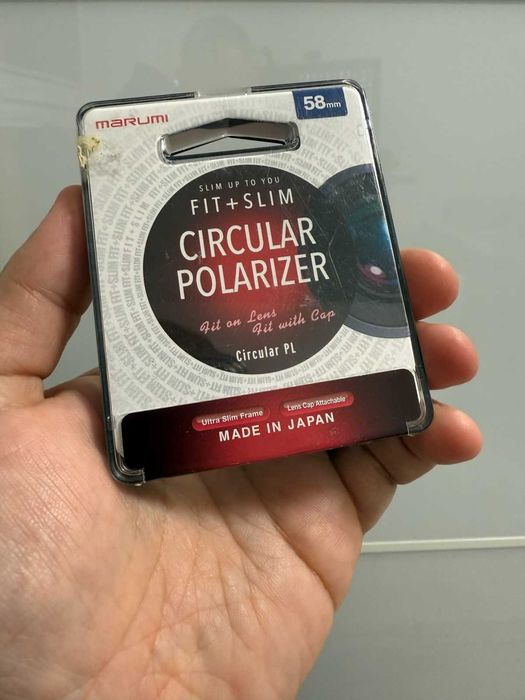 marumi
58mm
SLIM UP TO YOU
FIT+SLIM
CIRCULAR
POLARIZER
Fit on Lens
Fit with Cap
Circular PL
Ultra Slim Frame
Lens Cap Attachable
MADE IN JAPAN